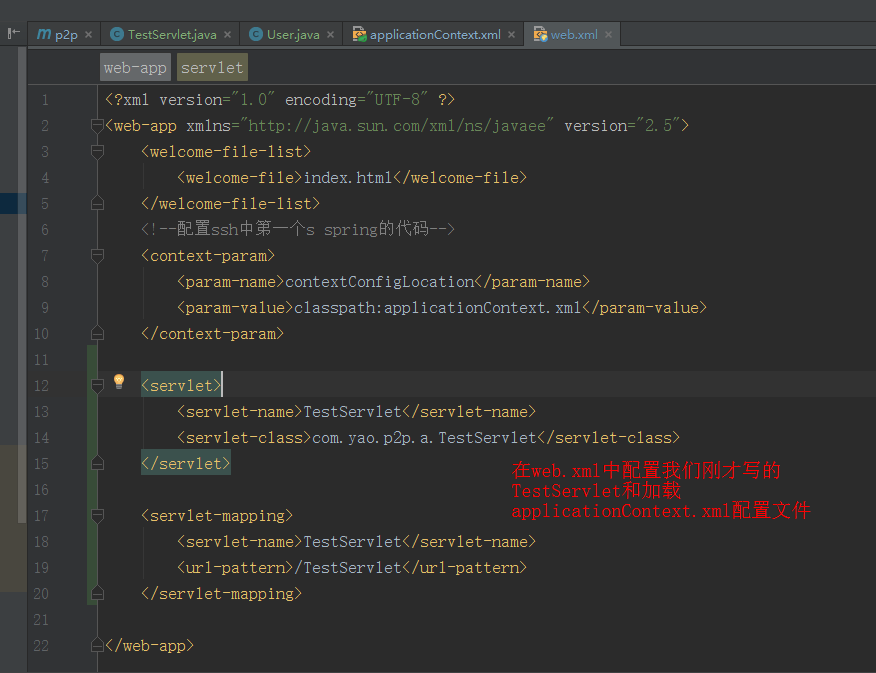 p2p TestServlet.java User.java applicationContext.xml web.xml
web-app servlet
1 <?xml version="1.0" encoding="UTF-8" ?>
2 <web-app xmlns="http://java.sun.com/xml/ns/javaee" version="2.5">
3 <welcome-file-list>
4 <welcome-file>index.html</welcome-file>
5 </welcome-file-list>
6 <!--配置ssh中第一个s spring的代码-->
7 <context-param>
8 <param-name>contextConfigLocation</param-name>
9 <param-value>classpath:applicationContext.xml</param-value>
10 </context-param>
11
12 <servlet>
13 <servlet-name>TestServlet</servlet-name>
14 <servlet-class>com.yao.p2p.a.TestServlet</servlet-class>
15 </servlet>
在web.xml中配置我们刚才写的
TestServlet和加载
applicationContext.xml配置文件
16
17 <servlet-mapping>
18 <servlet-name>TestServlet</servlet-name>
19 <url-pattern>/TestServlet</url-pattern>
20 </servlet-mapping>
21
22 </web-app>